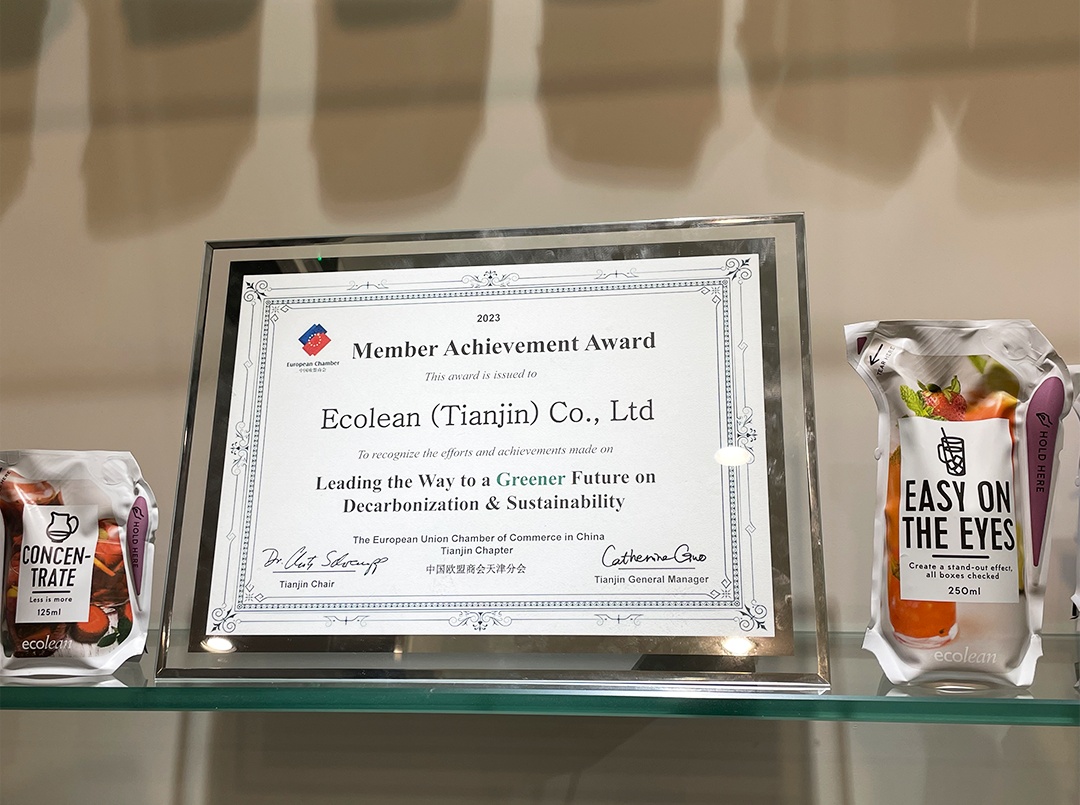 2023
European Chamber
中国欧盟商会
Member Achievement Award
This award is issued to
Ecolean (Tianjin) Co., Ltd
To recognize the efforts and achievements made on
Leading the Way to a Greener Future on
Decarbonization & Sustainability
The European Union Chamber of Commerce in China
Tianjin Chapter
中国欧盟商会天津分会
Tianjin Chair
Catherine Guo
Tianjin General Manager
HOLD HERE
CONCEN-
TRATE
Less is more
125ml
ecolean
TEAR HERE
HOLD HERE
EASY ON
THE EYES
Create a stand-out effect,
all boxes checked
250ml
ecolean